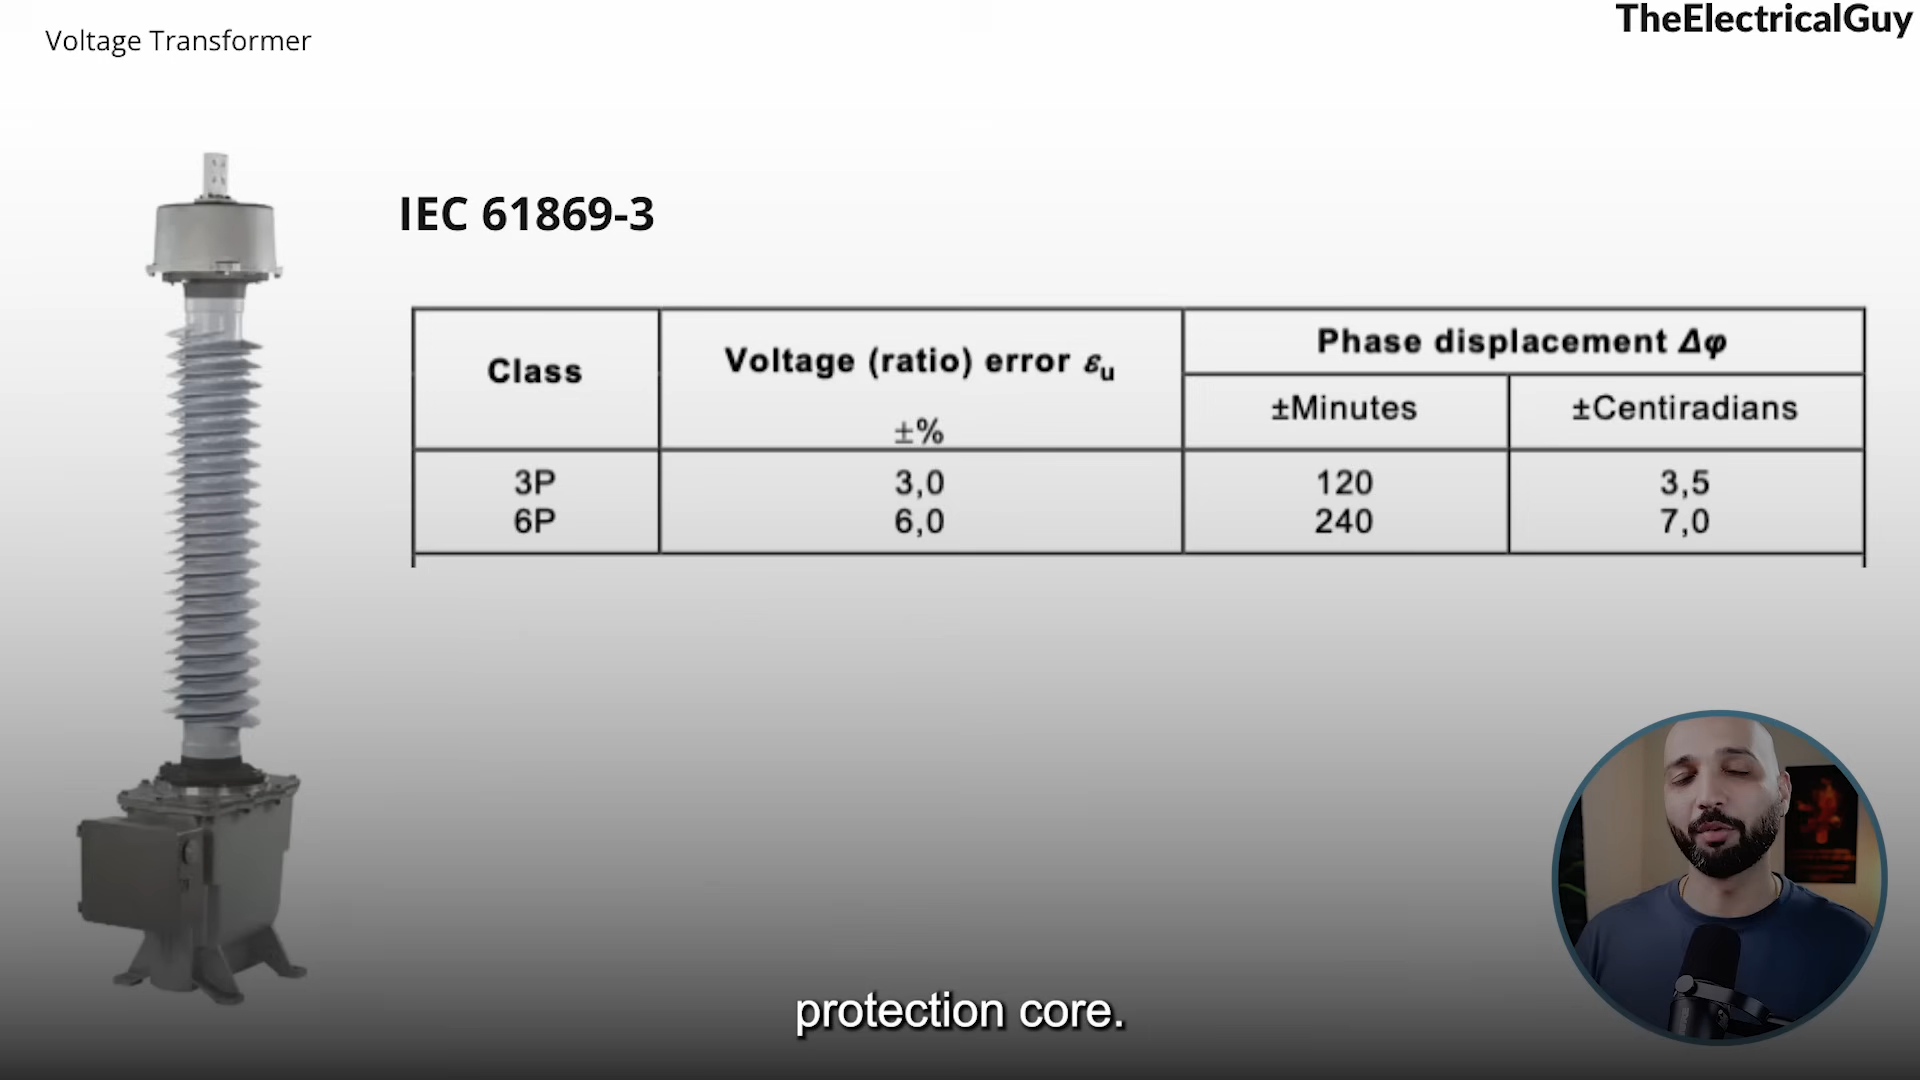 Voltage Transformer
TheElectricalGuy
IEC 61869-3
Class
Voltage (ratio) error εu
±%
Phase displacement Δφ
±Minutes
±Centiradians
3P 3,0 120 3,5
6P 6,0 240 7,0
protection core.